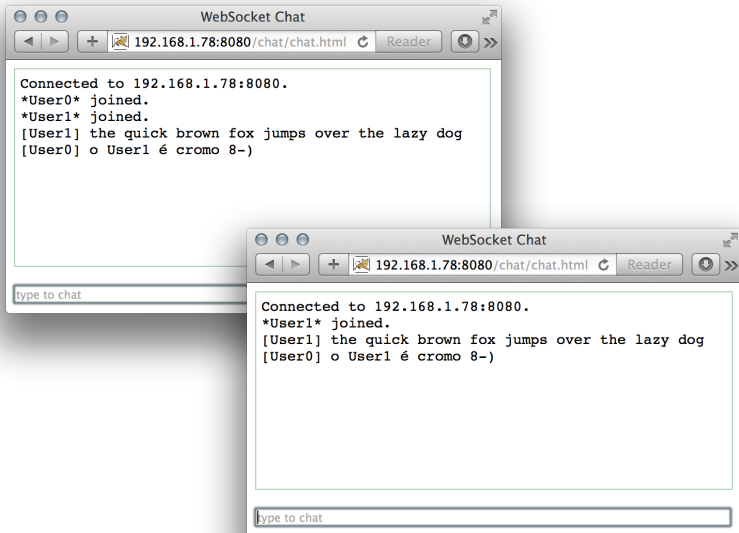 WebSocket Chat
192.168.1.78:8080/chat/chat.html Reader
Connected to 192.168.1.78:8080.
*User0* joined.
*User1* joined.
[User1] the quick brown fox jumps over the lazy dog
[User0] o User1 é cromo 8-)
type to chat
WebSocket Chat
192.168.1.78:8080/chat/chat.html Reader
Connected to 192.168.1.78:8080.
*User1* joined.
[User1] the quick brown fox jumps over the lazy dog
[User0] o User1 é cromo 8-)
type to chat